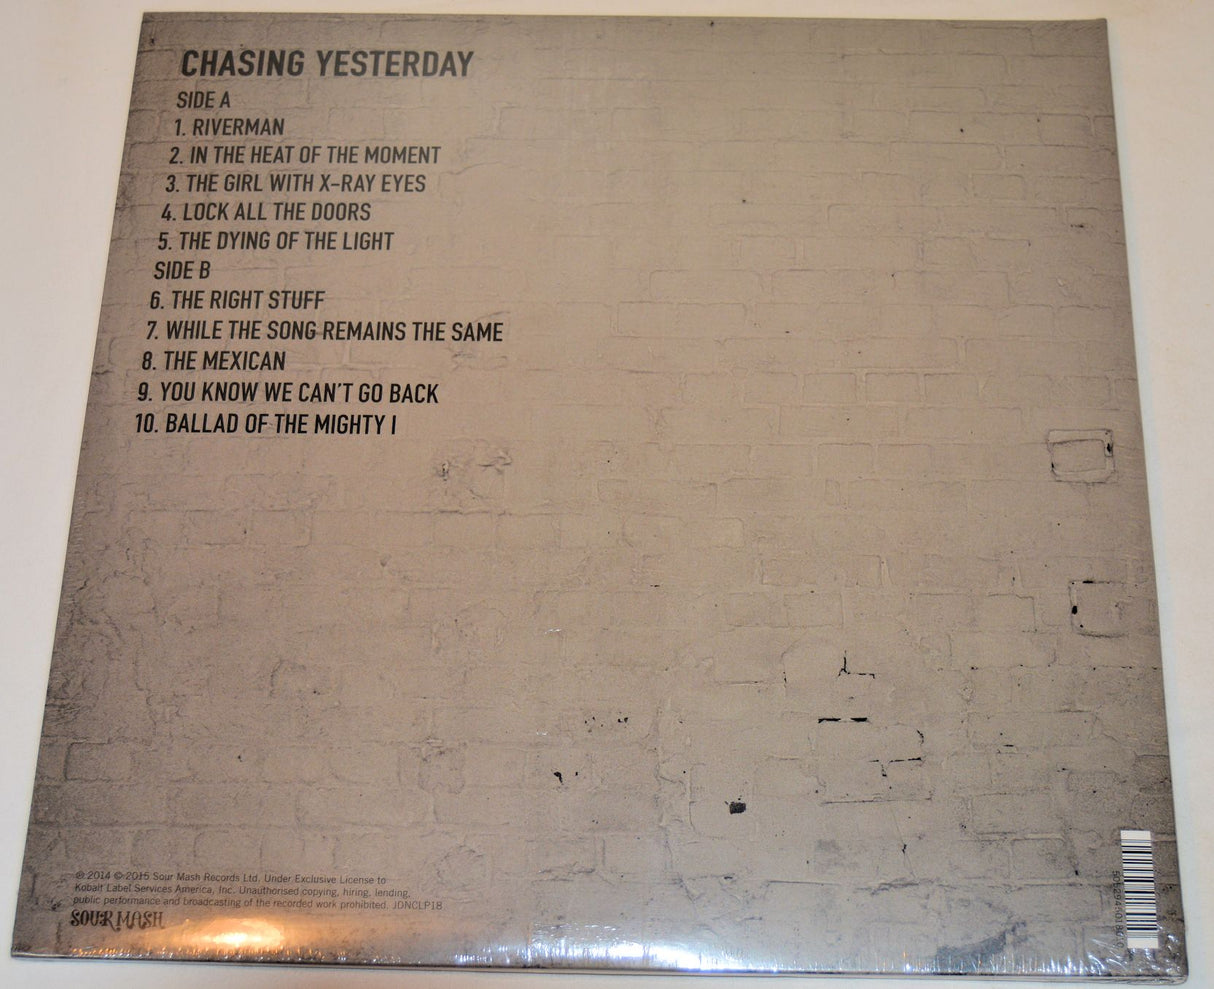 CHASING YESTERDAY
SIDE A
1. RIVERMAN
2. IN THE HEAT OF THE MOMENT
3. THE GIRL WITH X-RAY EYES
4. LOCK ALL THE DOORS
5. THE DYING OF THE LIGHT
SIDE B
6. THE RIGHT STUFF
7. WHILE THE SONG REMAINS THE SAME
8. THE MEXICAN
9. YOU KNOW WE CAN'T GO BACK
10. BALLAD OF THE MIGHTY I
℗ 2014 © 2015 Sour Mash Records Ltd. Under Exclusive License to
Kobalt Label Services America, Inc. Unauthorised copying, hiring, lending,
public performance and broadcasting of the recorded work prohibited. JDNCLP18
SOUR MASH